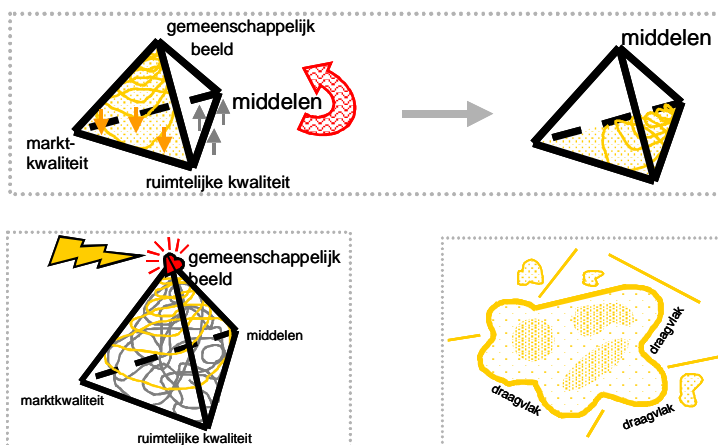 gemeenschappelijk
beeld
middelen
markt-
kwaliteit
ruimtelijke kwaliteit
middelen
gemeenschappelijk
beeld
middelen
marktkwaliteit
ruimtelijke kwaliteit
draagvlak
draagvlak
draagvlak